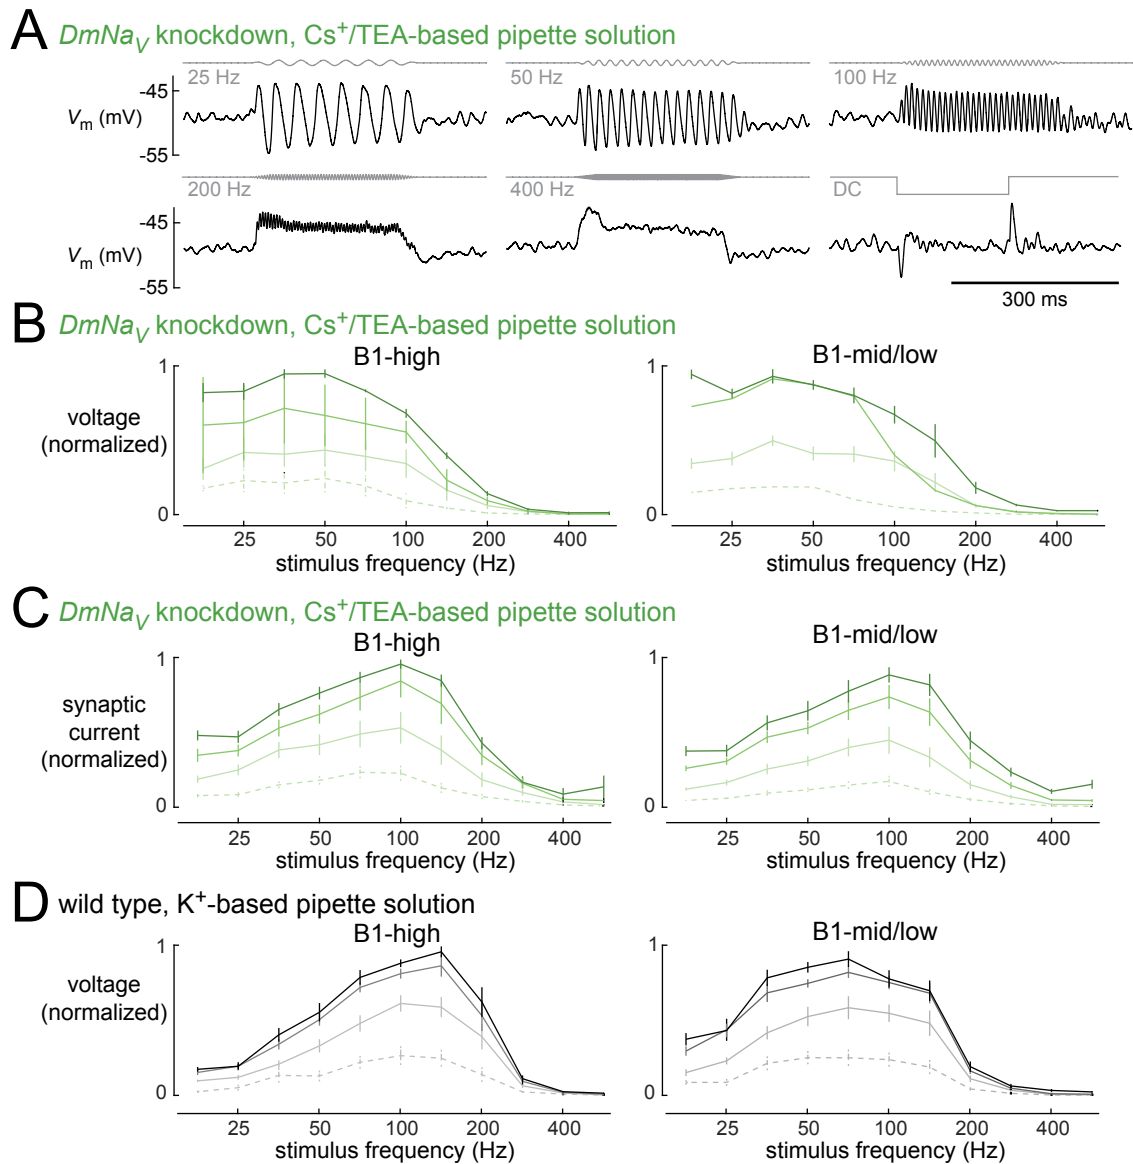 A DmNaV knockdown, Cs+/TEA-based pipette solution
25 Hz 50 Hz 100 Hz
-45
Vm (mV)
-55
200 Hz 400 Hz DC
-45
Vm (mV)
-55
300 ms
B DmNaV knockdown, Cs+/TEA-based pipette solution
B1-high B1-mid/low
1 1
voltage
(normalized)
0 0
25 50 100 200 400 25 50 100 200 400
stimulus frequency (Hz) stimulus frequency (Hz)
C DmNaV knockdown, Cs+/TEA-based pipette solution
B1-high B1-mid/low
1 1
synaptic
current
(normalized)
0 0
25 50 100 200 400 25 50 100 200 400
stimulus frequency (Hz) stimulus frequency (Hz)
D wild type, K+-based pipette solution
B1-high B1-mid/low
1 1
voltage
(normalized)
0 0
25 50 100 200 400 25 50 100 200 400
stimulus frequency (Hz) stimulus frequency (Hz)